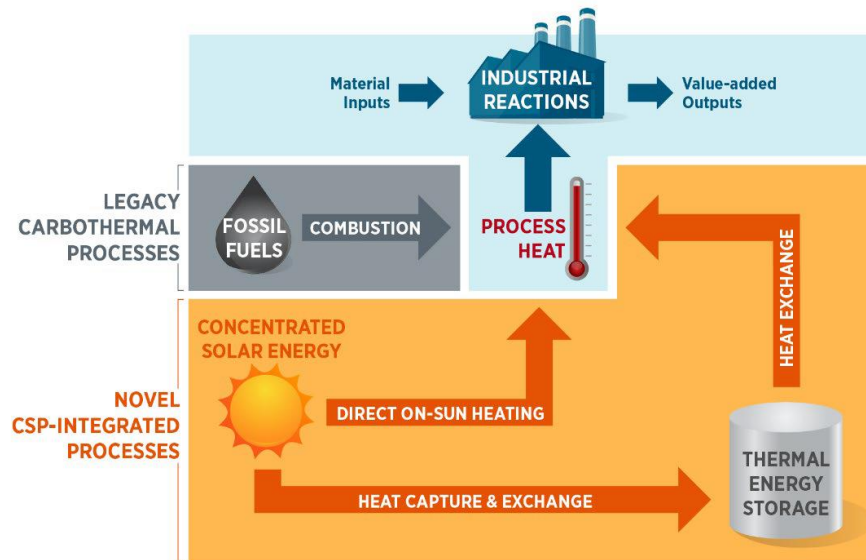 Material
Inputs
INDUSTRIAL
REACTIONS
Value-added
Outputs
LEGACY
CARBOTHERMAL
PROCESSES
FOSSIL
FUELS
COMBUSTION
PROCESS
HEAT
HEAT EXCHANGE
NOVEL
CSP-INTEGRATED
PROCESSES
CONCENTRATED
SOLAR ENERGY
DIRECT ON-SUN HEATING
HEAT CAPTURE & EXCHANGE
THERMAL
ENERGY
STORAGE